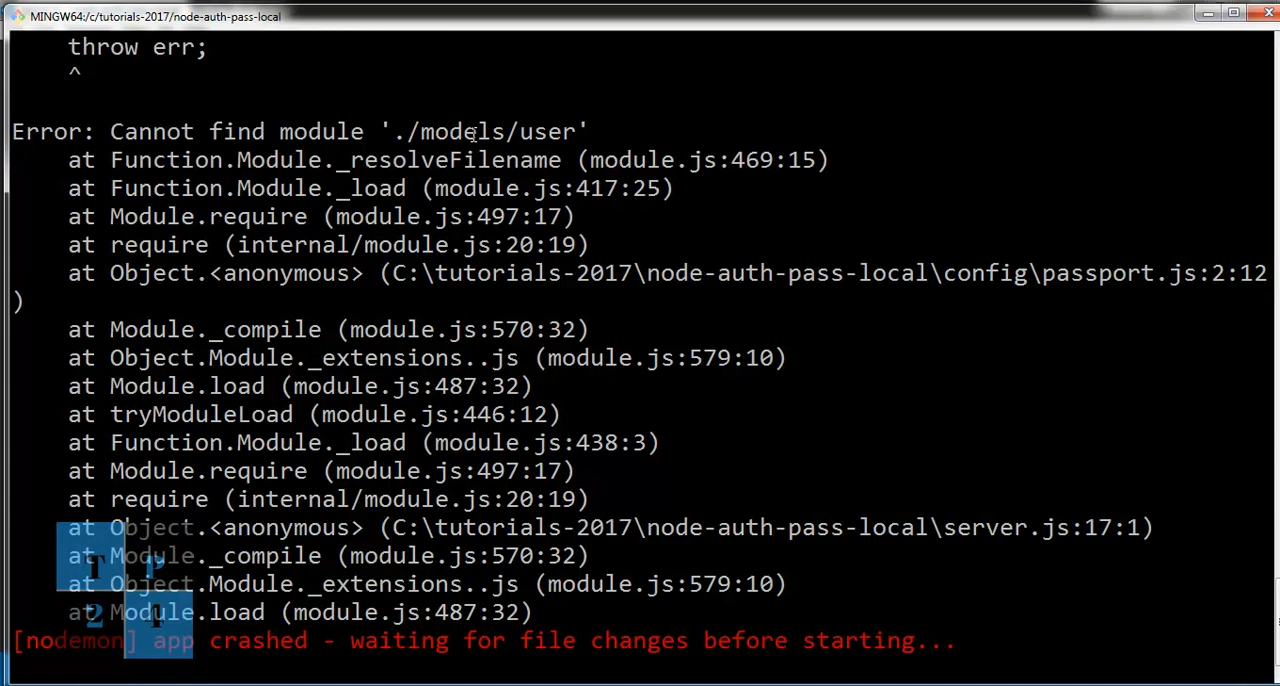 MINGW64:/c/tutorials-2017/node-auth-pass-local
    throw err;
    ^
Error: Cannot find module './models/user'
    at Function.Module._resolveFilename (module.js:469:15)
    at Function.Module._load (module.js:417:25)
    at Module.require (module.js:497:17)
    at require (internal/module.js:20:19)
    at Object.<anonymous> (C:\tutorials-2017\node-auth-pass-local\config\passport.js:2:12
)
    at Module._compile (module.js:570:32)
    at Object.Module._extensions..js (module.js:579:10)
    at Module.load (module.js:487:32)
    at tryModuleLoad (module.js:446:12)
    at Function.Module._load (module.js:438:3)
    at Module.require (module.js:497:17)
    at require (internal/module.js:20:19)
    at Object.<anonymous> (C:\tutorials-2017\node-auth-pass-local\server.js:17:1)
    at Module._compile (module.js:570:32)
    at Object.Module._extensions..js (module.js:579:10)
    at Module.load (module.js:487:32)
[nodemon] app crashed - waiting for file changes before starting...
T P
2 4